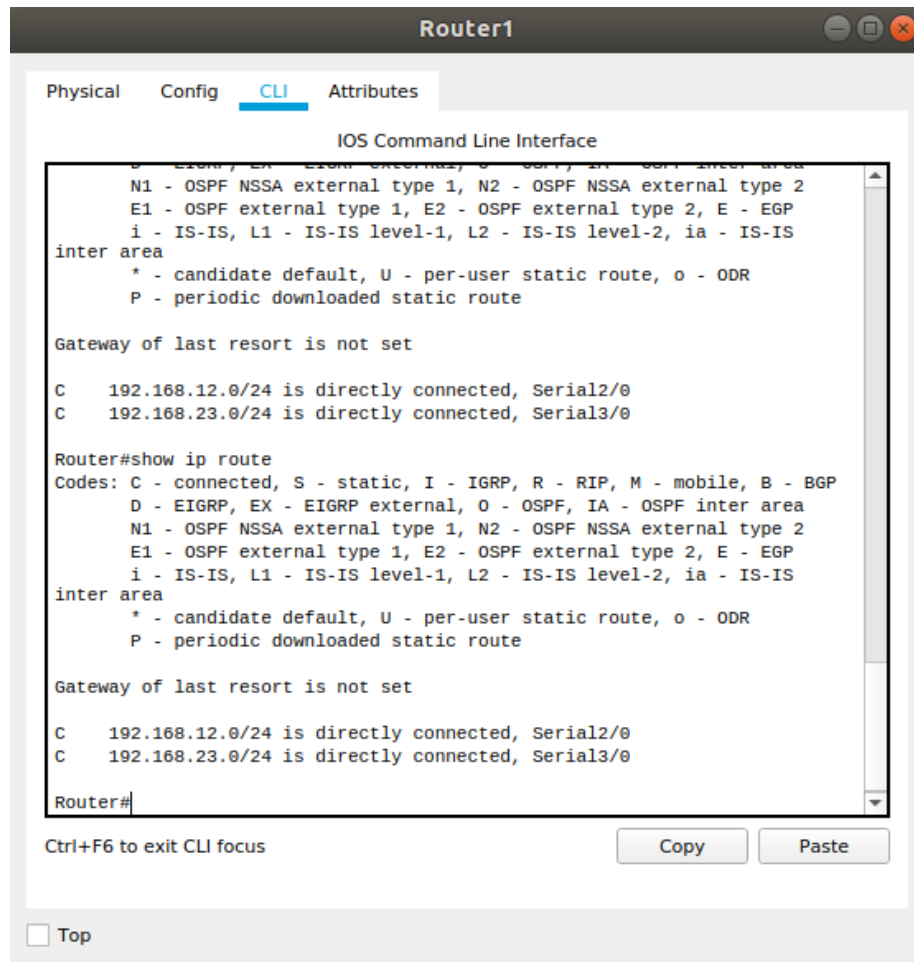 Router1
Physical Config CLI Attributes
IOS Command Line Interface
D - EIGRP, EX - EIGRP external, O - OSPF, IA - OSPF inter area
N1 - OSPF NSSA external type 1, N2 - OSPF NSSA external type 2
E1 - OSPF external type 1, E2 - OSPF external type 2, E - EGP
i - IS-IS, L1 - IS-IS level-1, L2 - IS-IS level-2, ia - IS-IS
inter area
* - candidate default, U - per-user static route, o - ODR
P - periodic downloaded static route
Gateway of last resort is not set
C 192.168.12.0/24 is directly connected, Serial2/0
C 192.168.23.0/24 is directly connected, Serial3/0
Router#show ip route
Codes: C - connected, S - static, I - IGRP, R - RIP, M - mobile, B - BGP
D - EIGRP, EX - EIGRP external, O - OSPF, IA - OSPF inter area
N1 - OSPF NSSA external type 1, N2 - OSPF NSSA external type 2
E1 - OSPF external type 1, E2 - OSPF external type 2, E - EGP
i - IS-IS, L1 - IS-IS level-1, L2 - IS-IS level-2, ia - IS-IS
inter area
* - candidate default, U - per-user static route, o - ODR
P - periodic downloaded static route
Gateway of last resort is not set
C 192.168.12.0/24 is directly connected, Serial2/0
C 192.168.23.0/24 is directly connected, Serial3/0
Router#
Ctrl+F6 to exit CLI focus
Copy Paste
Top